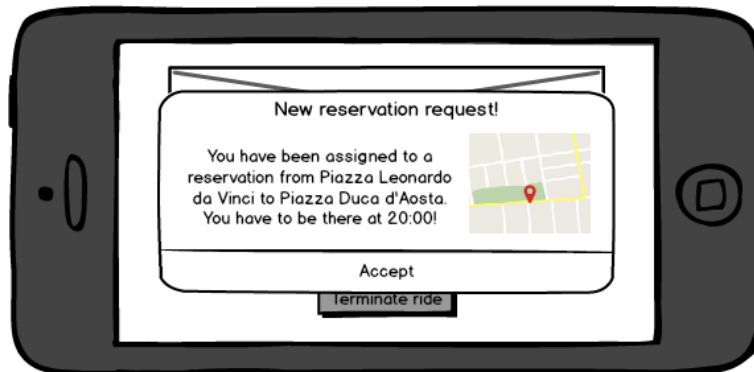 New reservation request!
You have been assigned to a
reservation from Piazza Leonardo
da Vinci to Piazza Duca d'Aosta.
You have to be there at 20:00!
Accept
Terminate ride